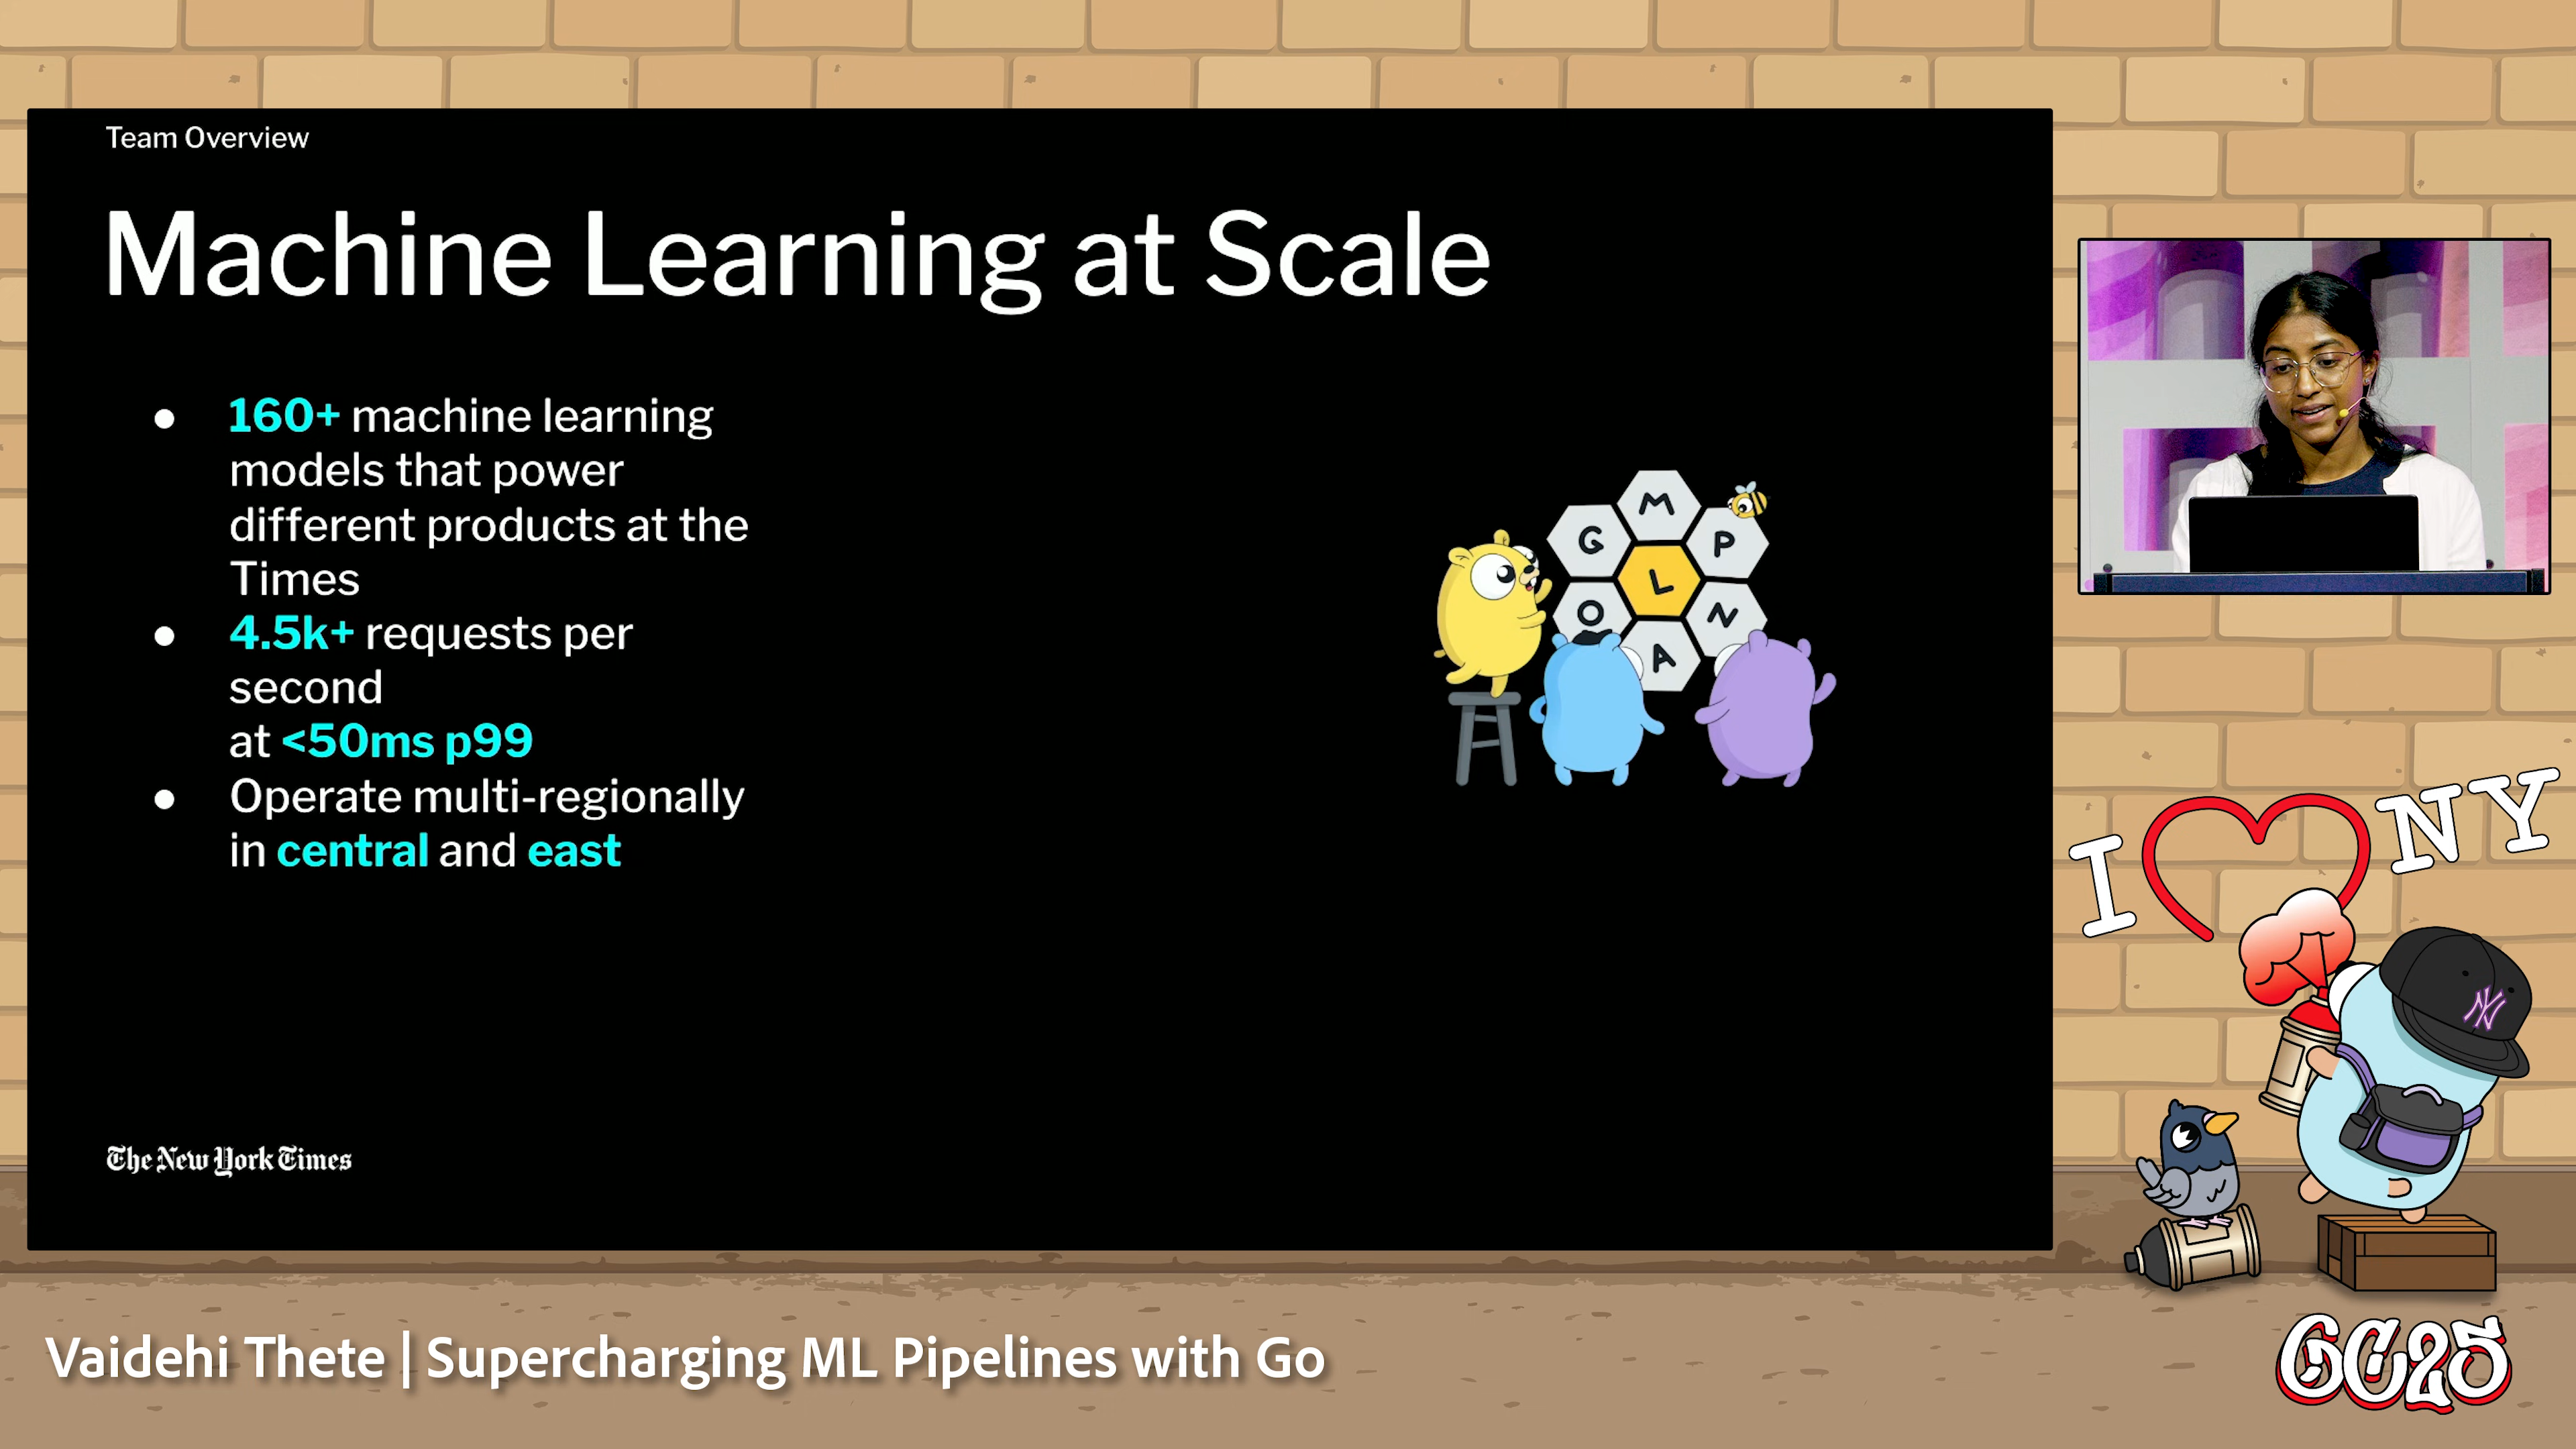 Team Overview
Machine Learning at Scale
● 160+ machine learning
models that power
different products at the
Times
● 4.5k+ requests per
second
at <50ms p99
● Operate multi-regionally
in central and east
M
G
P
L
O
N
A
The New York Times
I NY
NY
Vaidehi Thete | Supercharging ML Pipelines with Go
GC25